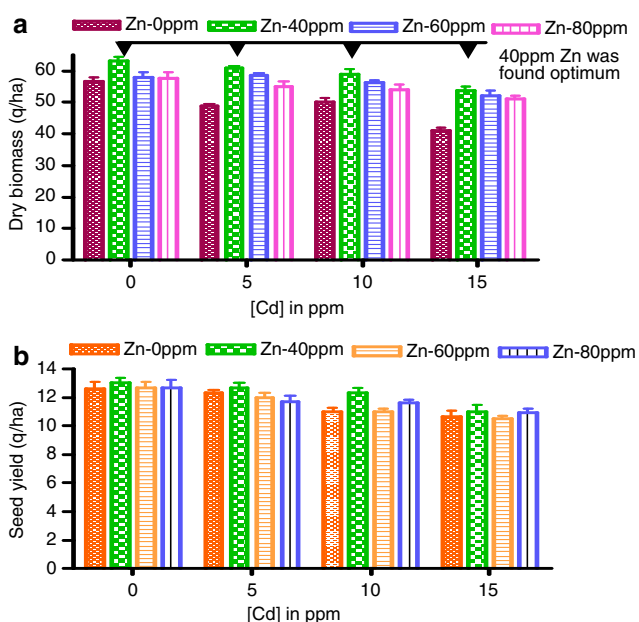 a
Zn-0ppm Zn-40ppm Zn-60ppm Zn-80ppm
40ppm Zn was
found optimum
Dry biomass (q/ha)
60
50
40
30
20
10
0
0 5 10 15
[Cd] in ppm
b
Zn-0ppm Zn-40ppm Zn-60ppm Zn-80ppm
Seed yield (q/ha)
14
12
10
8
6
4
2
0
0 5 10 15
[Cd] in ppm